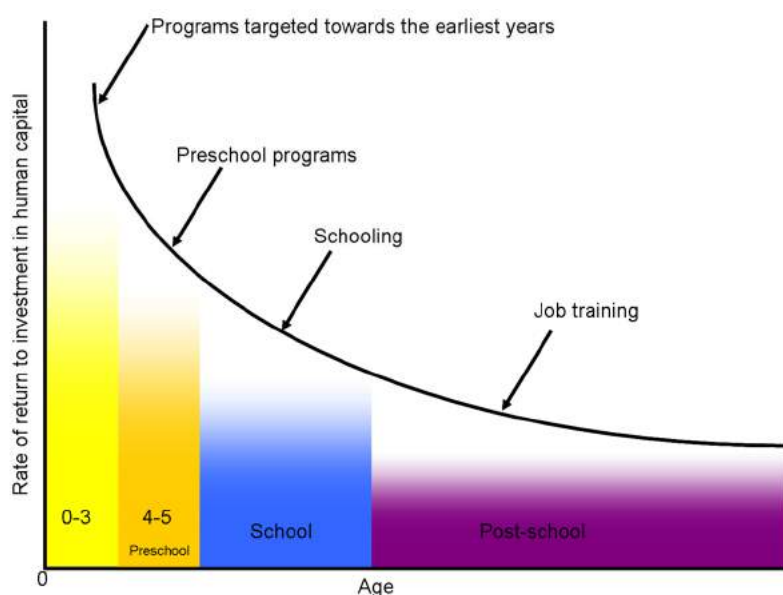 Programs targeted towards the earliest years
Preschool programs
Schooling
Job training
Rate of return to investment in human capital
0-3
4-5
Preschool
School
Post-school
0
Age